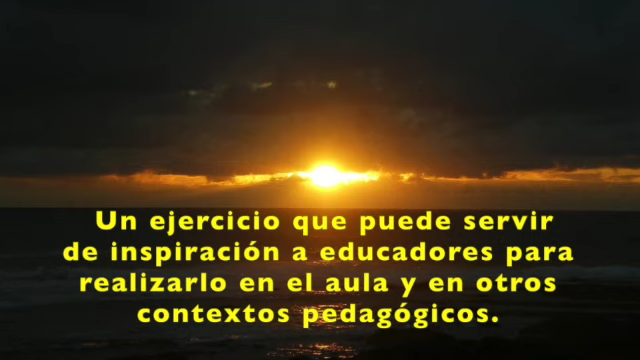 Un ejercicio que puede servir
de inspiración a educadores para
realizarlo en el aula y en otros
contextos pedagógicos.